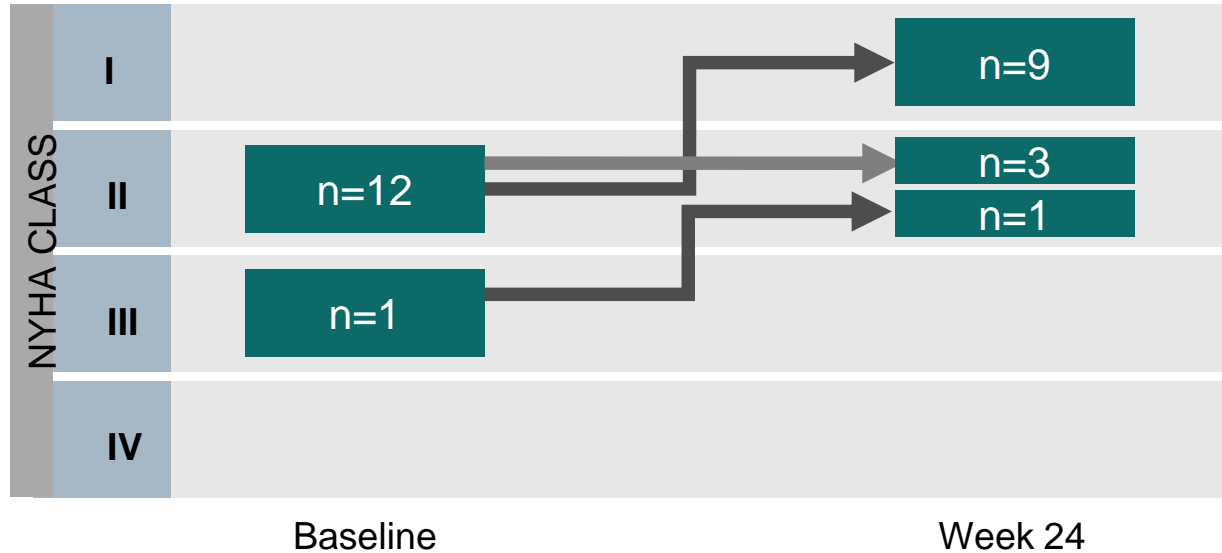 NYHA CLASS
I
n=9
II
n=12
n=3
n=1
III
n=1
IV
Baseline
Week 24